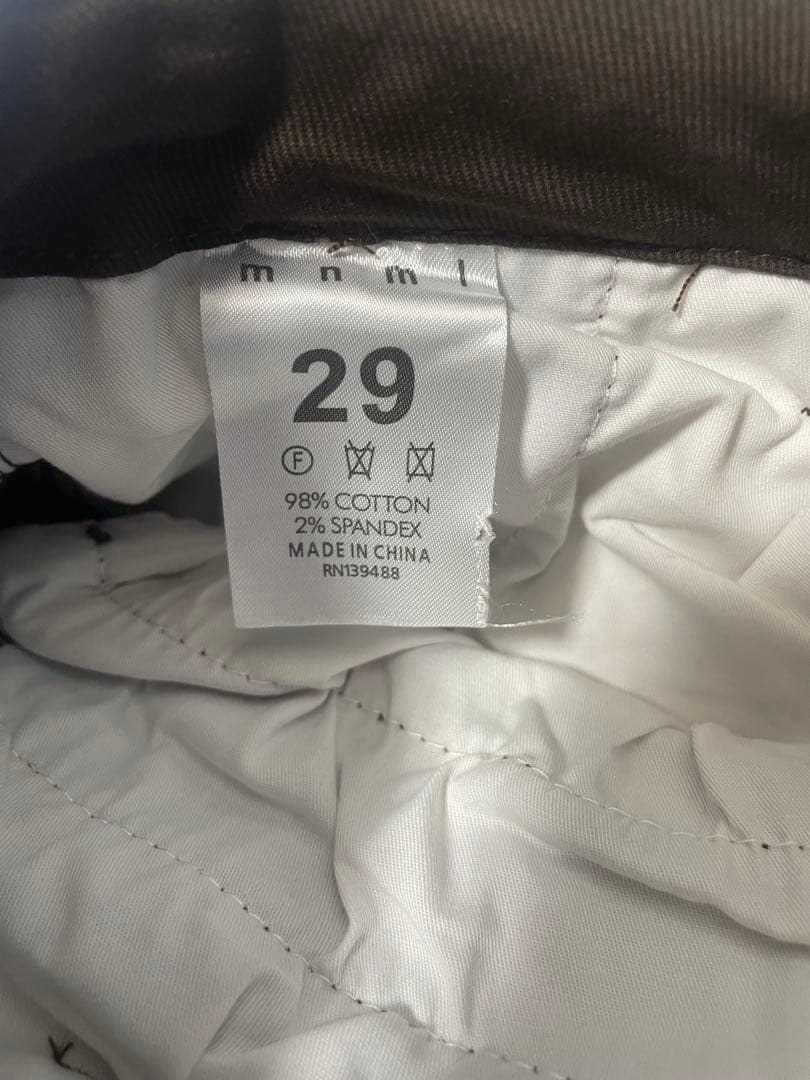 m n m l
29
F
98% COTTON
2% SPANDEX
MADE IN CHINA
RN139488